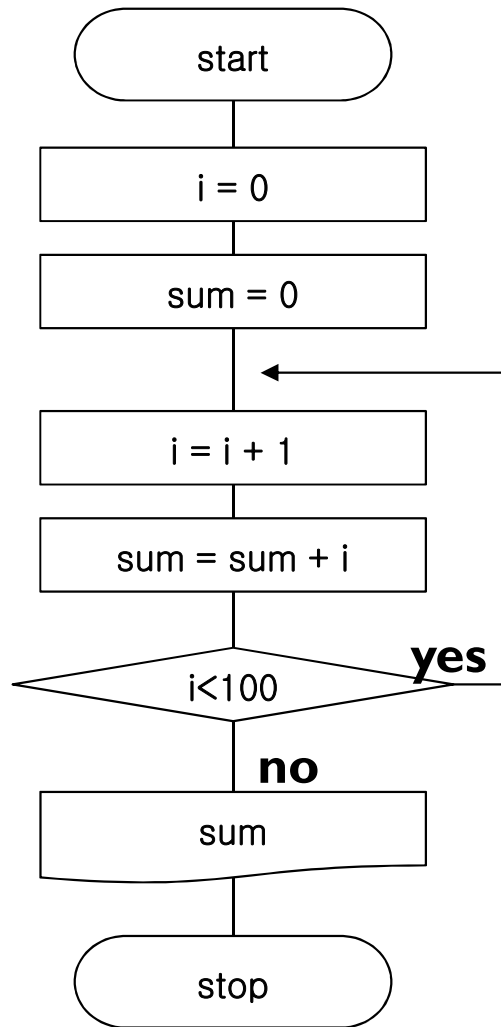 start
i = 0
sum = 0
i = i + 1
sum = sum + i
i<100
yes
no
sum
stop